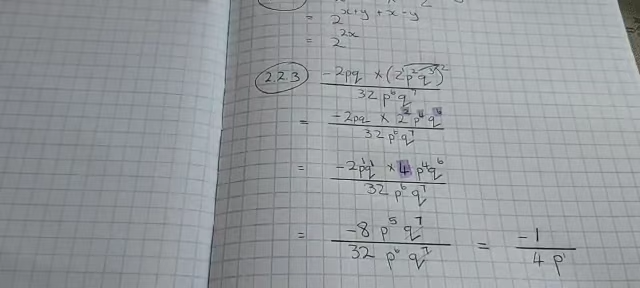 = 2^(x+y+x-y)
= 2^(2x)
2.2.3 (-2pq × (2p²q³)²) / (32p⁶q⁷)
= (-2pq × 2²p⁴q⁶) / (32p⁶q⁷)
= (-2p¹q¹ × 4p⁴q⁶) / (32p⁶q⁷)
= (-8p⁵q⁷) / (32p⁶q⁷) = (-1) / (4p¹)